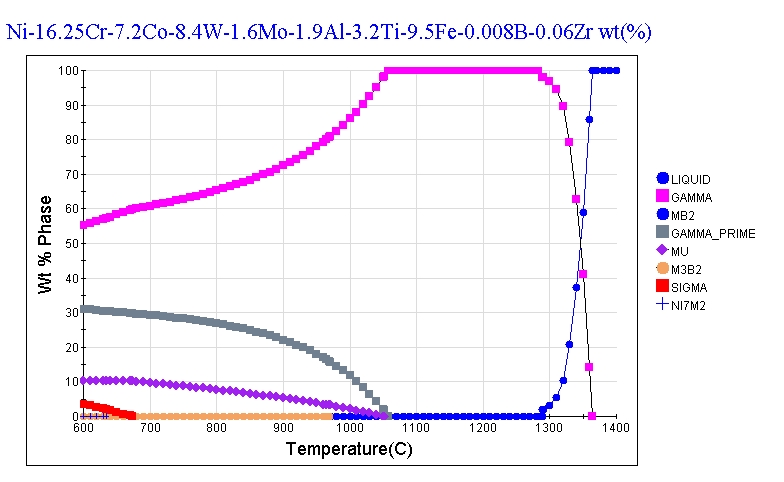 Ni-16.25Cr-7.2Co-8.4W-1.6Mo-1.9Al-3.2Ti-9.5Fe-0.008B-0.06Zr wt(%)
100
90
80
70
60
50
40
30
20
10
0
Wt % Phase
600 700 800 900 1000 1100 1200 1300 1400
Temperature(C)
LIQUID
GAMMA
MB2
GAMMA_PRIME
MU
M3B2
SIGMA
NI7M2